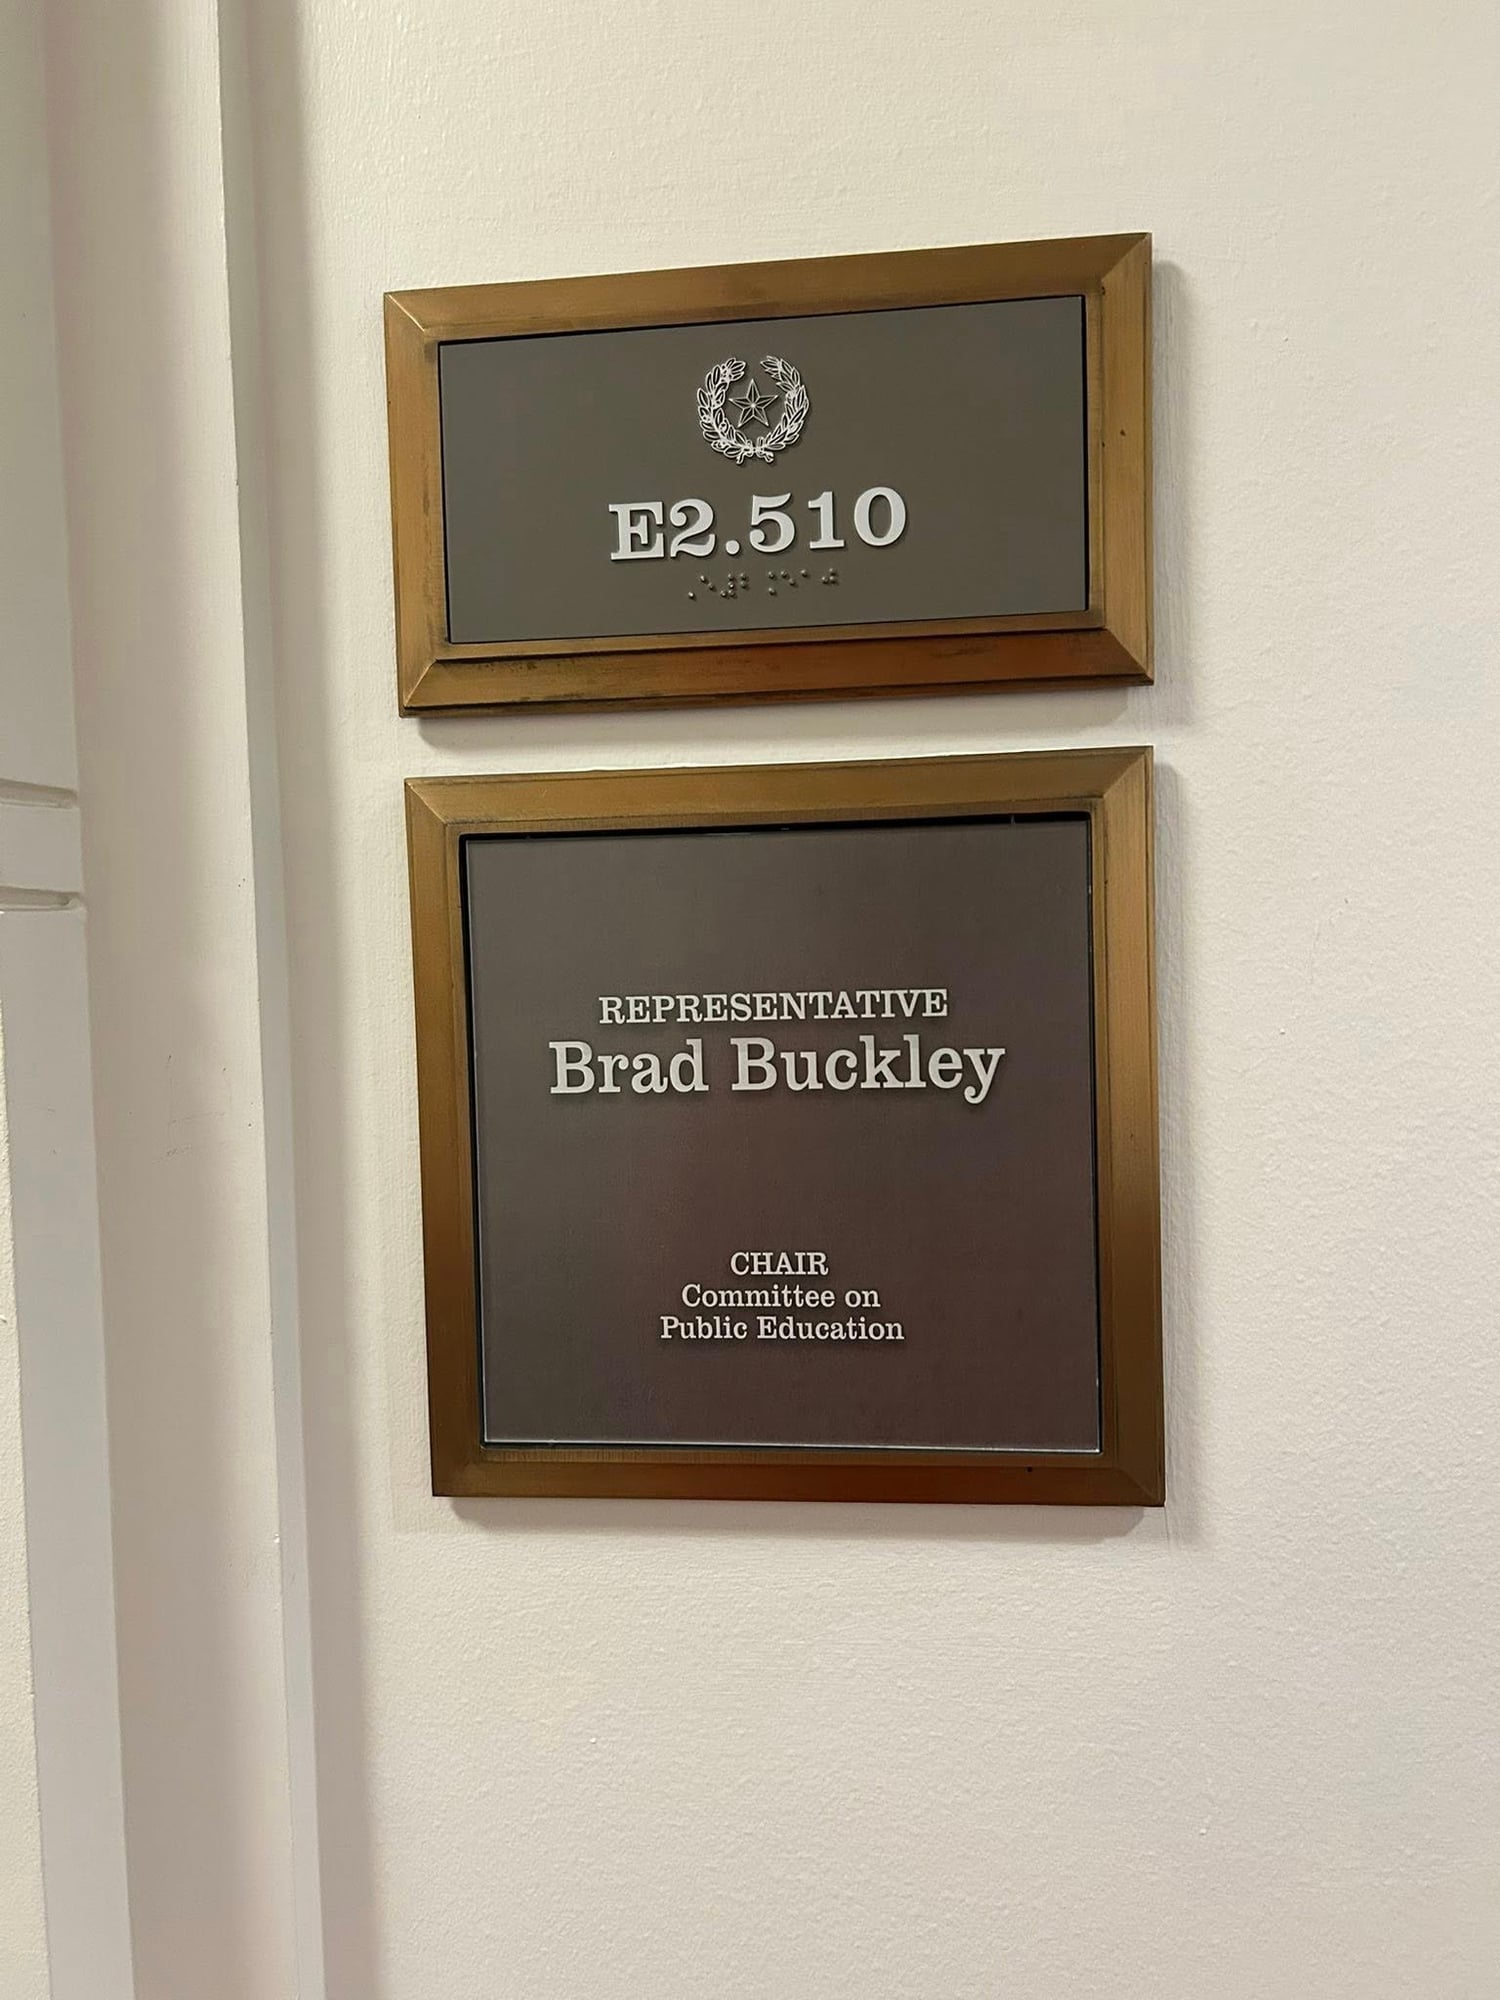 E2.510
REPRESENTATIVE
Brad Buckley
CHAIR
Committee on
Public Education